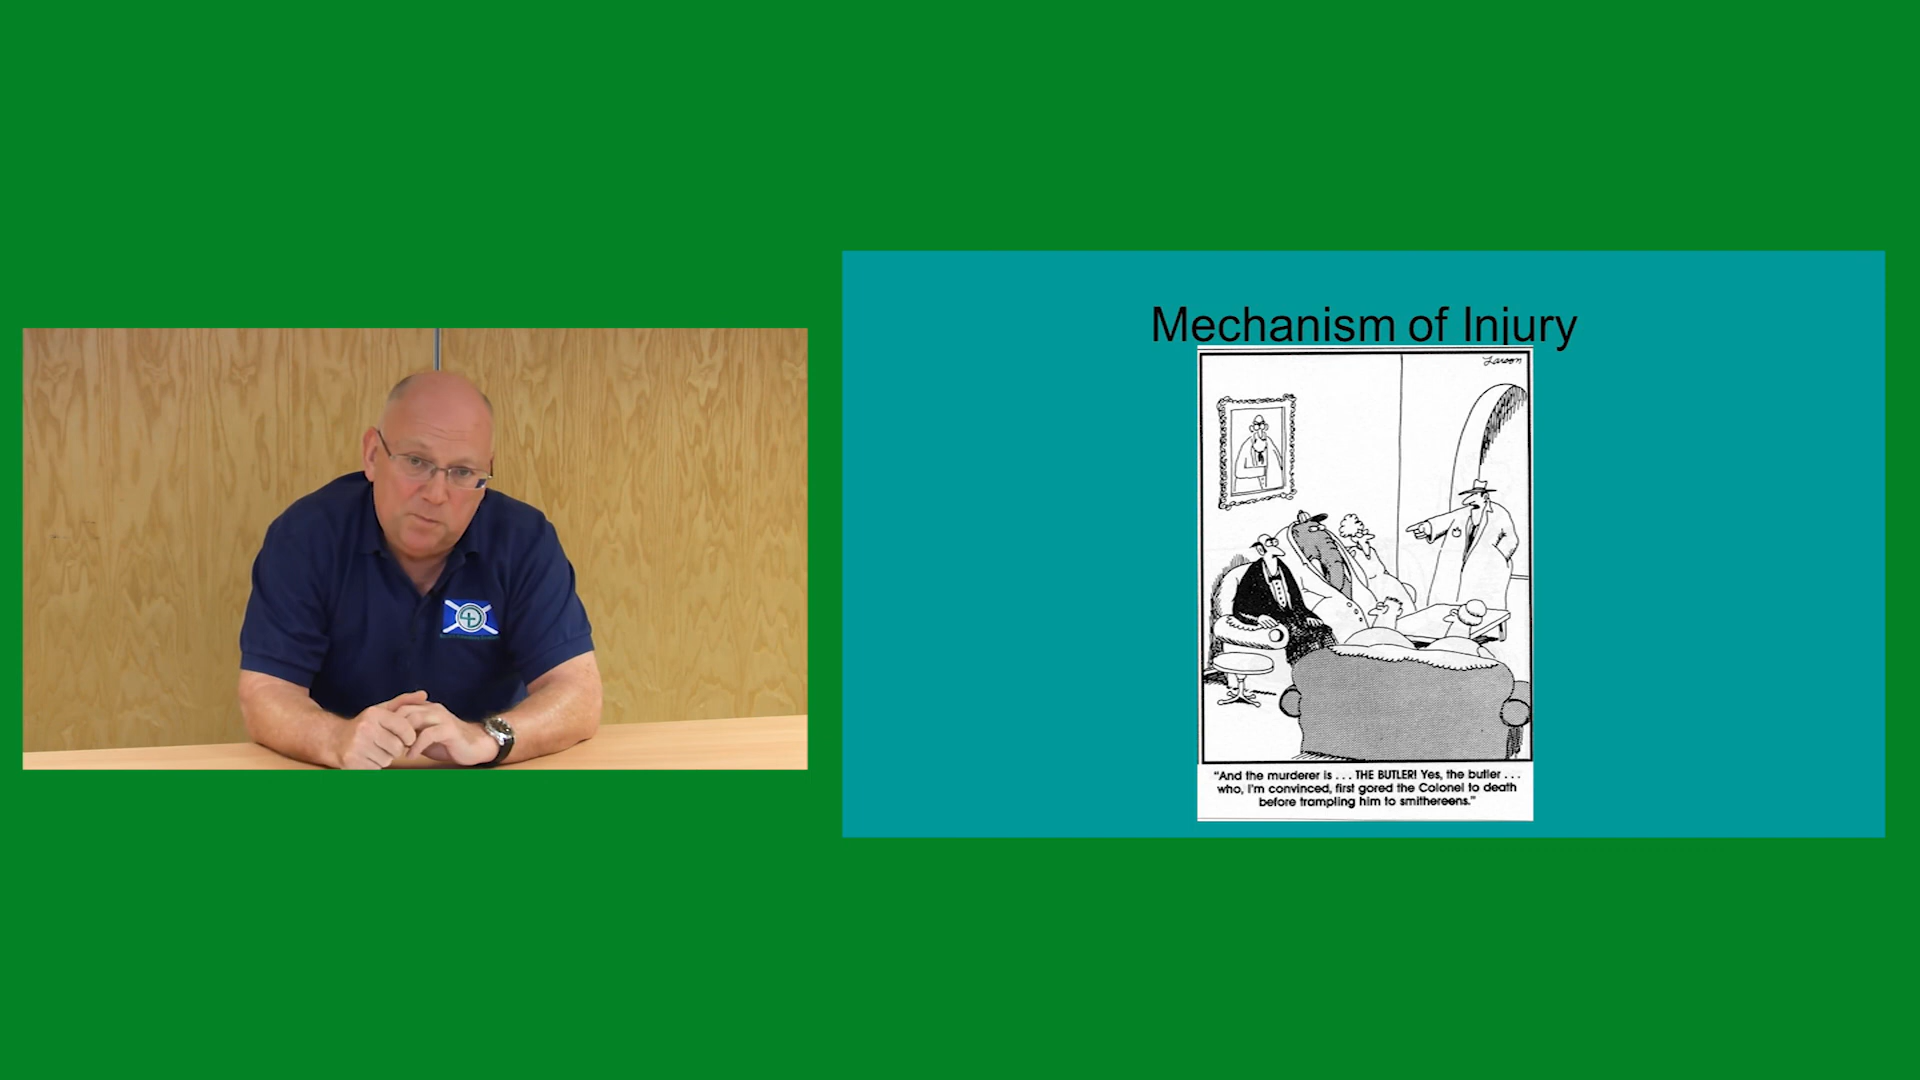 Mechanism of Injury
Larson
"And the murderer is . . . THE BUTLER! Yes, the butler . . .
who, I'm convinced, first gored the Colonel to death
before trampling him to smithereens."